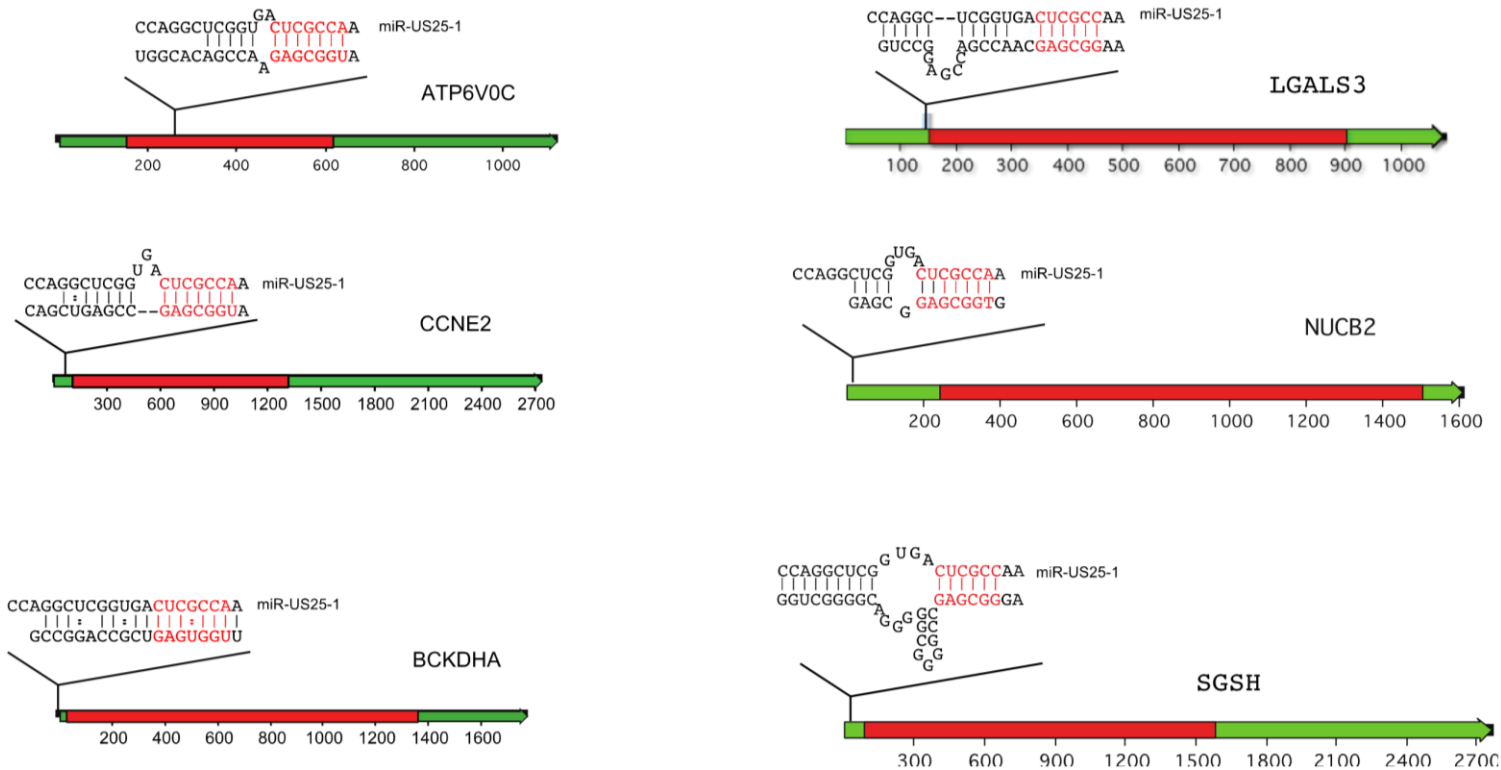 GA
CCAGGCUCGGU CUCGCCAA miR-US25-1
UGGCACAGCCA GAGCGGUA
A
ATP6V0C
200 400 600 800 1000
CCAGGC--UCGGUGACUCGCCAA miR-US25-1
GUCCG AGCCAACGAGCGGAA
AGCC
LGALS3
100 200 300 400 500 600 700 800 900 1000
G
U A
CCAGGCUCGG CUCGCCAA miR-US25-1
CAGCUGAGCC--GAGCGGUA
CCNE2
300 600 900 1200 1500 1800 2100 2400 2700
GUGA
CCAGGCUCG CUCGCCAA miR-US25-1
GAGC GAGCGGTG
G
NUCB2
200 400 600 800 1000 1200 1400 1600
CCAGGCUCGGUGACUCGCCAA miR-US25-1
GCCGGACCGCUGAGUGGUU
BCKDHA
200 400 600 800 1000 1200 1400 1600
GUGA
CCAGGCUCG CUCGCCAA miR-US25-1
GGUCGGGGC GAGCGGGA
SGSH
300 600 900 1200 1500 1800 2100 2400 2700